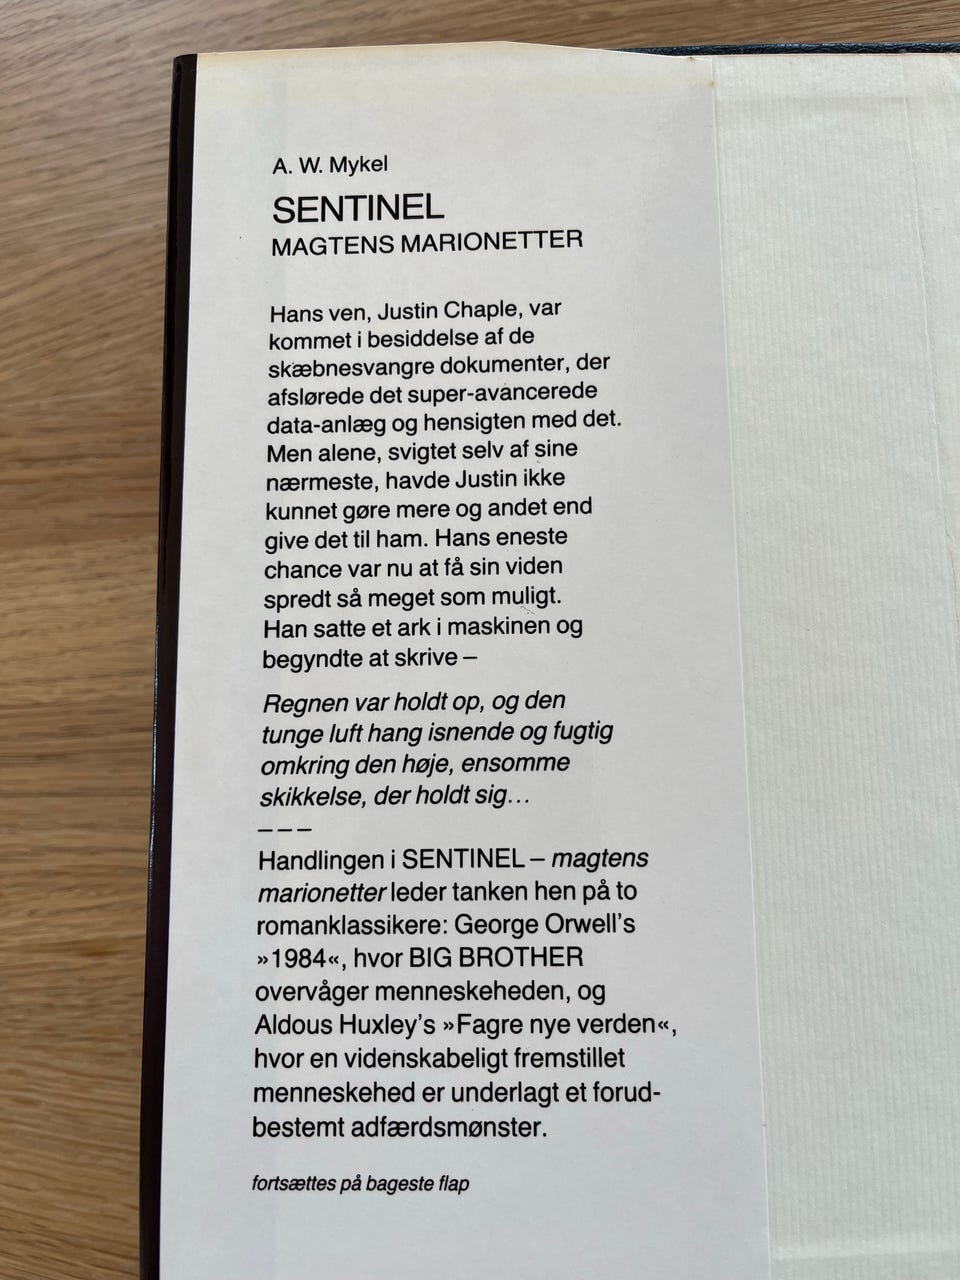 A. W. Mykel
SENTINEL
MAGTENS MARIONETTER
Hans ven, Justin Chaple, var
kommet i besiddelse af de
skæbnesvangre dokumenter, der
afslørede det super-avancerede
data-anlæg og hensigten med det.
Men alene, svigtet selv af sine
nærmeste, havde Justin ikke
kunnet gøre mere og andet end
give det til ham. Hans eneste
chance var nu at få sin viden
spredt så meget som muligt.
Han satte et ark i maskinen og
begyndte at skrive –
Regnen var holdt op, og den
tunge luft hang isnende og fugtig
omkring den høje, ensomme
skikkelse, der holdt sig...
– – –
Handlingen i SENTINEL – magtens
marionetter leder tanken hen på to
romanklassikere: George Orwell's
»1984«, hvor BIG BROTHER
overvåger menneskeheden, og
Aldous Huxley's »Fagre nye verden«,
hvor en videnskabeligt fremstillet
menneskehed er underlagt et forud-
bestemt adfærdsmønster.
fortsættes på bageste flap